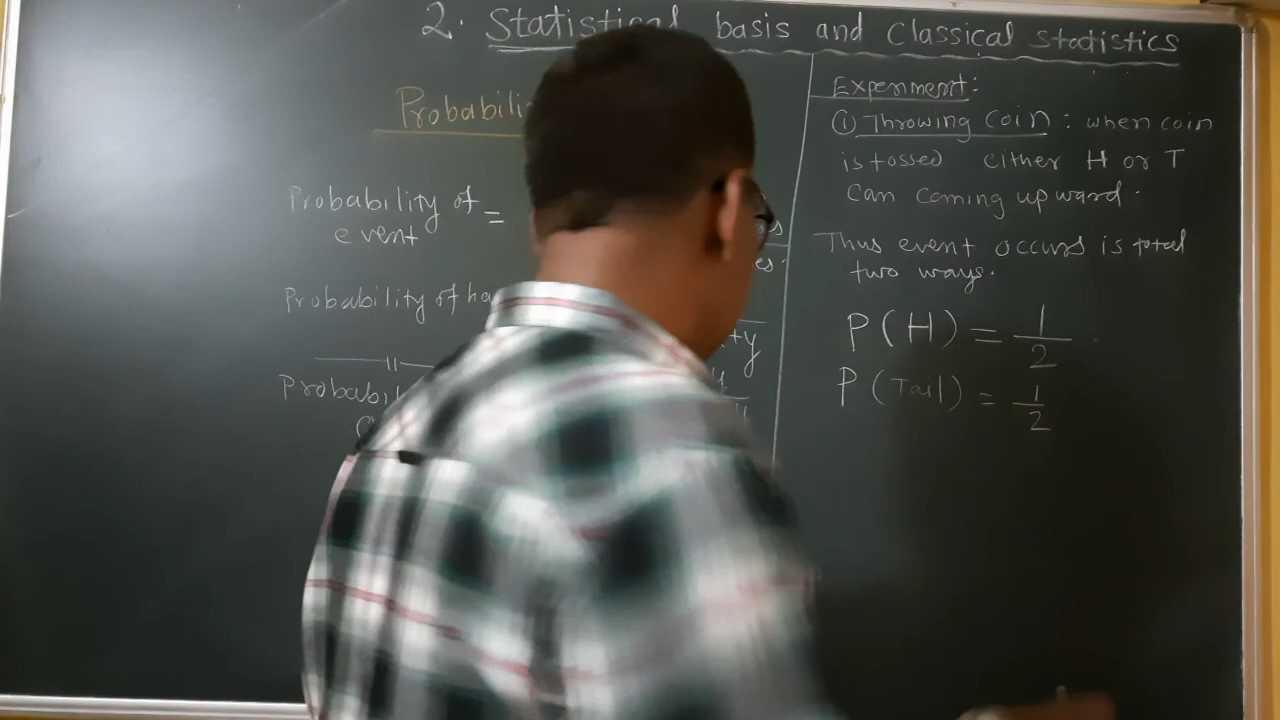 2. Statistical basis and Classical statistics
Probabili
Probability of =
event
Probability of ha
Probabil
Experiment:
① Throwing coin: when coin
is tossed either H or T
Can coming upward.
Thus event occurs is total
two ways.
P(H) = 1/2
P(Tail) = 1/2